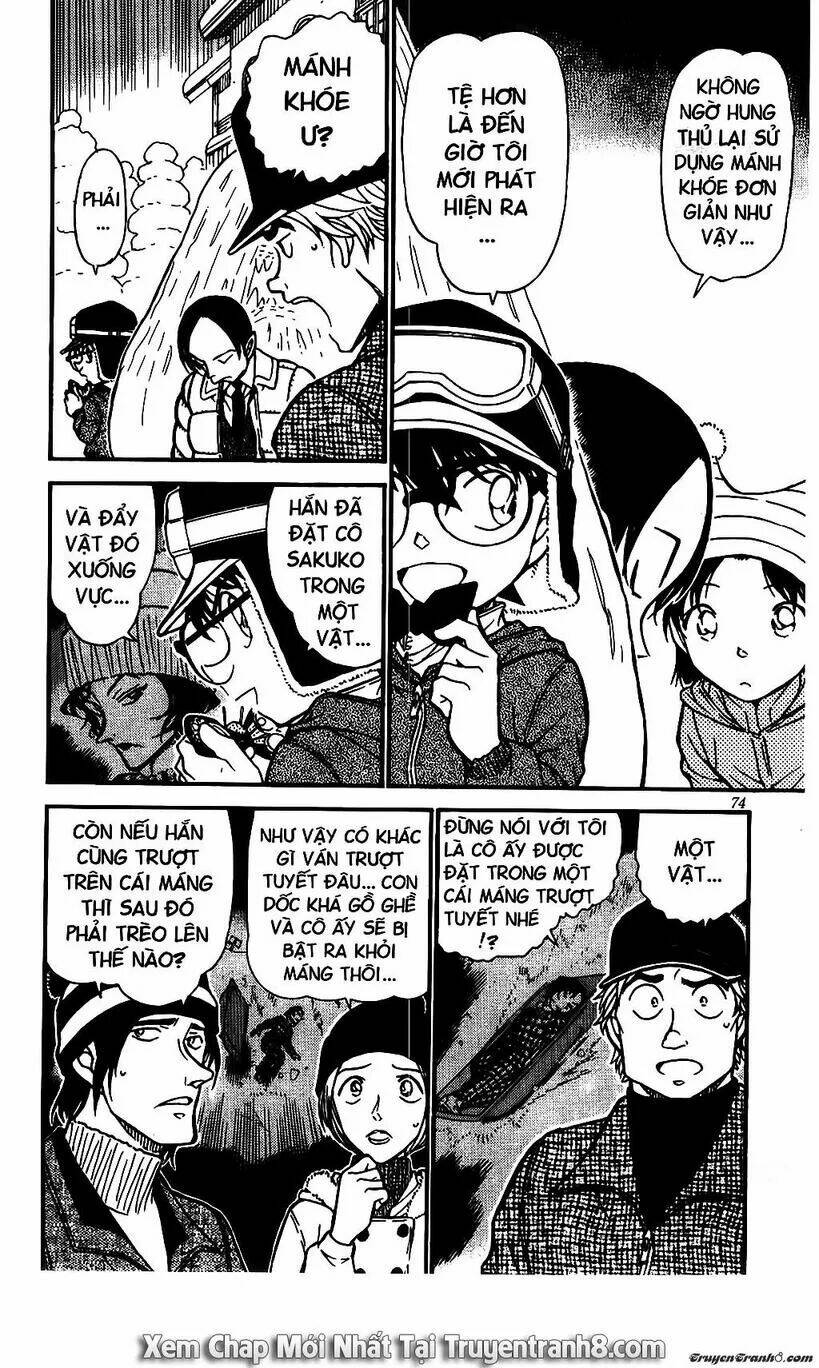 KHÔNG
NGỜ HUNG
THỦ LẠI SỬ
DỤNG MÁNH
KHÓE ĐƠN
GIẢN NHƯ
VẬY...
TỆ HƠN
LÀ ĐẾN
GIỜ TÔI
MỚI PHÁT
HIỆN RA
...
MÁNH
KHÓE
Ư?
PHẢI
...
HẮN ĐÃ
ĐẶT CÔ
SAKUKO
TRONG
MỘT
VẬT...
VÀ ĐẨY
VẬT ĐÓ
XUỐNG
VỰC...
74
MỘT
VẬT...
ĐỪNG NÓI VỚI TÔI
LÀ CÔ ẤY ĐƯỢC
ĐẶT TRONG MỘT
CÁI MÁNG TRƯỢT
TUYẾT NHÉ
!?
NHƯ VẬY CÓ KHÁC
GÌ VÁN TRƯỢT
TUYẾT ĐÂU... CON
DỐC KHÁ GỒ GHỀ
VÀ CÔ ẤY SẼ BỊ
BẬT RA KHỎI
MÁNG THÔI...
CÒN NẾU HẮN
CÙNG TRƯỢT
TRÊN CÁI MÁNG
THÌ SAU ĐÓ
PHẢI TRÈO LÊN
THẾ NÀO?
Xem Chap Mới Nhất Tại Truyentranh8.com
TruyenTranh8.com